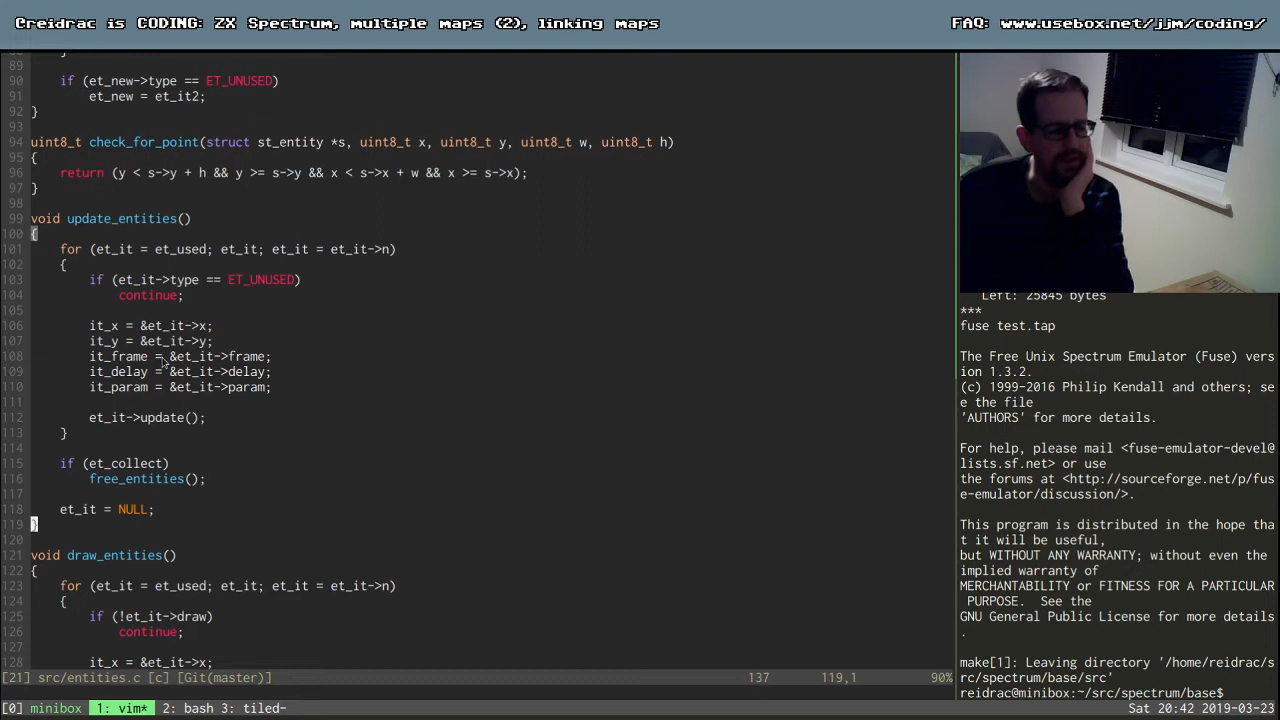 Creidrac is CODING: ZX Spectrum, multiple maps (2), linking maps
FAQ: www.usebox.net/jjm/coding/
89
90 if (et_new->type == ET_UNUSED)
91 et_new = et_it2;
92 }
93
94 uint8_t check_for_point(struct st_entity *s, uint8_t x, uint8_t y, uint8_t w, uint8_t h)
95 {
96 return (y < s->y + h && y >= s->y && x < s->x + w && x >= s->x);
97 }
98
99 void update_entities()
100 {
101 for (et_it = et_used; et_it; et_it = et_it->n)
102 {
103 if (et_it->type == ET_UNUSED)
104 continue;
105
106 it_x = &et_it->x;
107 it_y = &et_it->y;
108 it_frame = &et_it->frame;
109 it_delay = &et_it->delay;
110 it_param = &et_it->param;
111
112 et_it->update();
113 }
114
115 if (et_collect)
116 free_entities();
117
118 et_it = NULL;
119 }
120
121 void draw_entities()
122 {
123 for (et_it = et_used; et_it; et_it = et_it->n)
124 {
125 if (!et_it->draw)
126 continue;
127
128 it_x = &et_it->x;
[21] src/entities.c [c] [Git(master)] 137 119,1 90%
Left: 25845 bytes
***
fuse test.tap
The Free Unix Spectrum Emulator (Fuse) vers
ion 1.3.2.
(c) 1999-2016 Philip Kendall and others; se
e the file
'AUTHORS' for more details.
For help, please mail <fuse-emulator-devel@
lists.sf.net> or use
the forums at <http://sourceforge.net/p/fus
e-emulator/discussion/>.
This program is distributed in the hope tha
t it will be useful,
but WITHOUT ANY WARRANTY; without even the
implied warranty of
MERCHANTABILITY or FITNESS FOR A PARTICULAR
PURPOSE. See the
GNU General Public License for more details
.
make[1]: Leaving directory '/home/reidrac/s
rc/spectrum/base/src'
reidrac@minibox:~/src/spectrum/base$
[0] minibox 1: vim* 2: bash 3: tiled-
Sat 20:42 2019-03-23